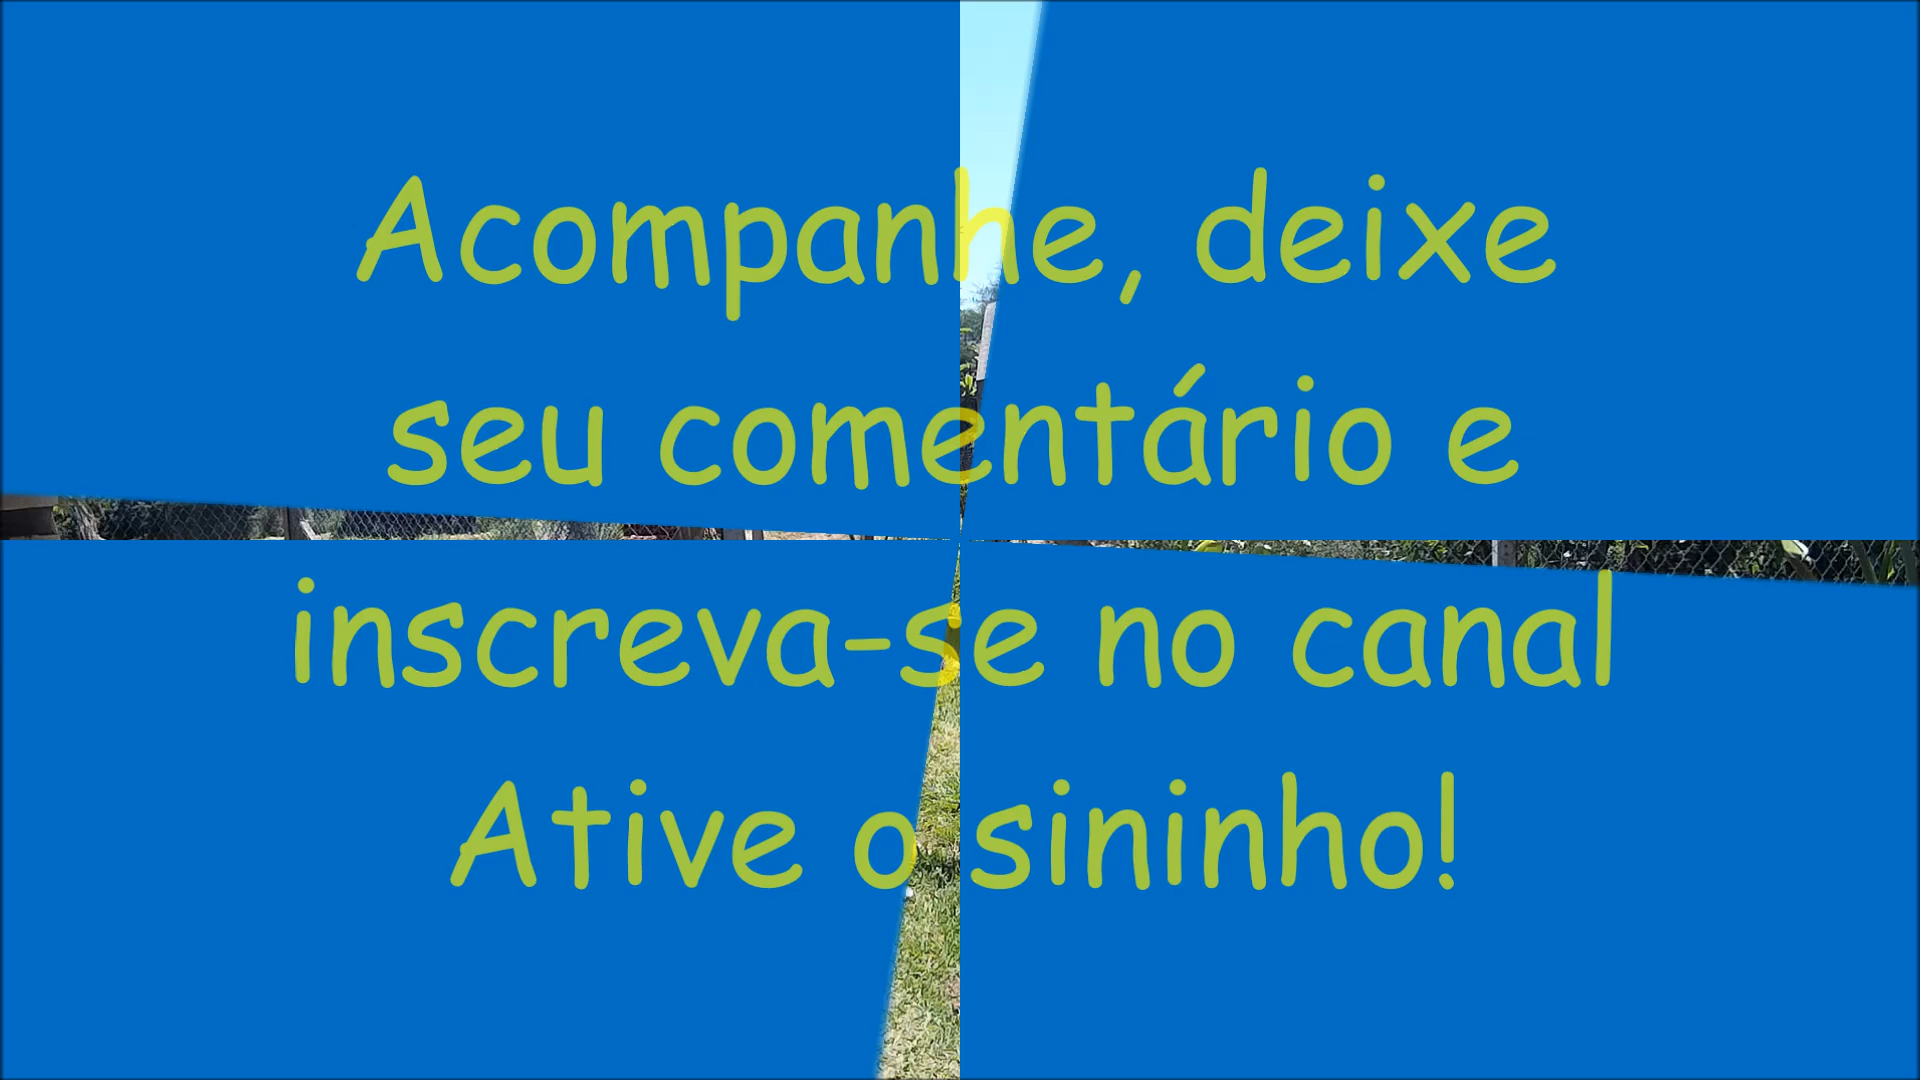 Acompanhe, deixe
seu comentário e
inscreva-se no canal
Ative o sininho!